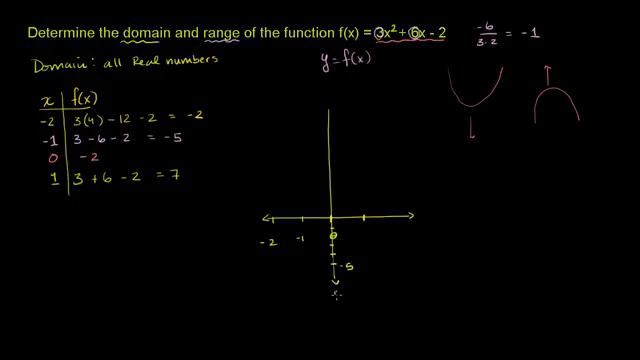 Determine the domain and range of the function f(x) = 3x² + 6x - 2
-6 / 3·2 = -1
Domain: all Real numbers
y = f(x)
x f(x)
-2 3(4) - 12 - 2 = -2
-1 3 - 6 - 2 = -5
0 -2
1 3 + 6 - 2 = 7
-2 -1 0
-5